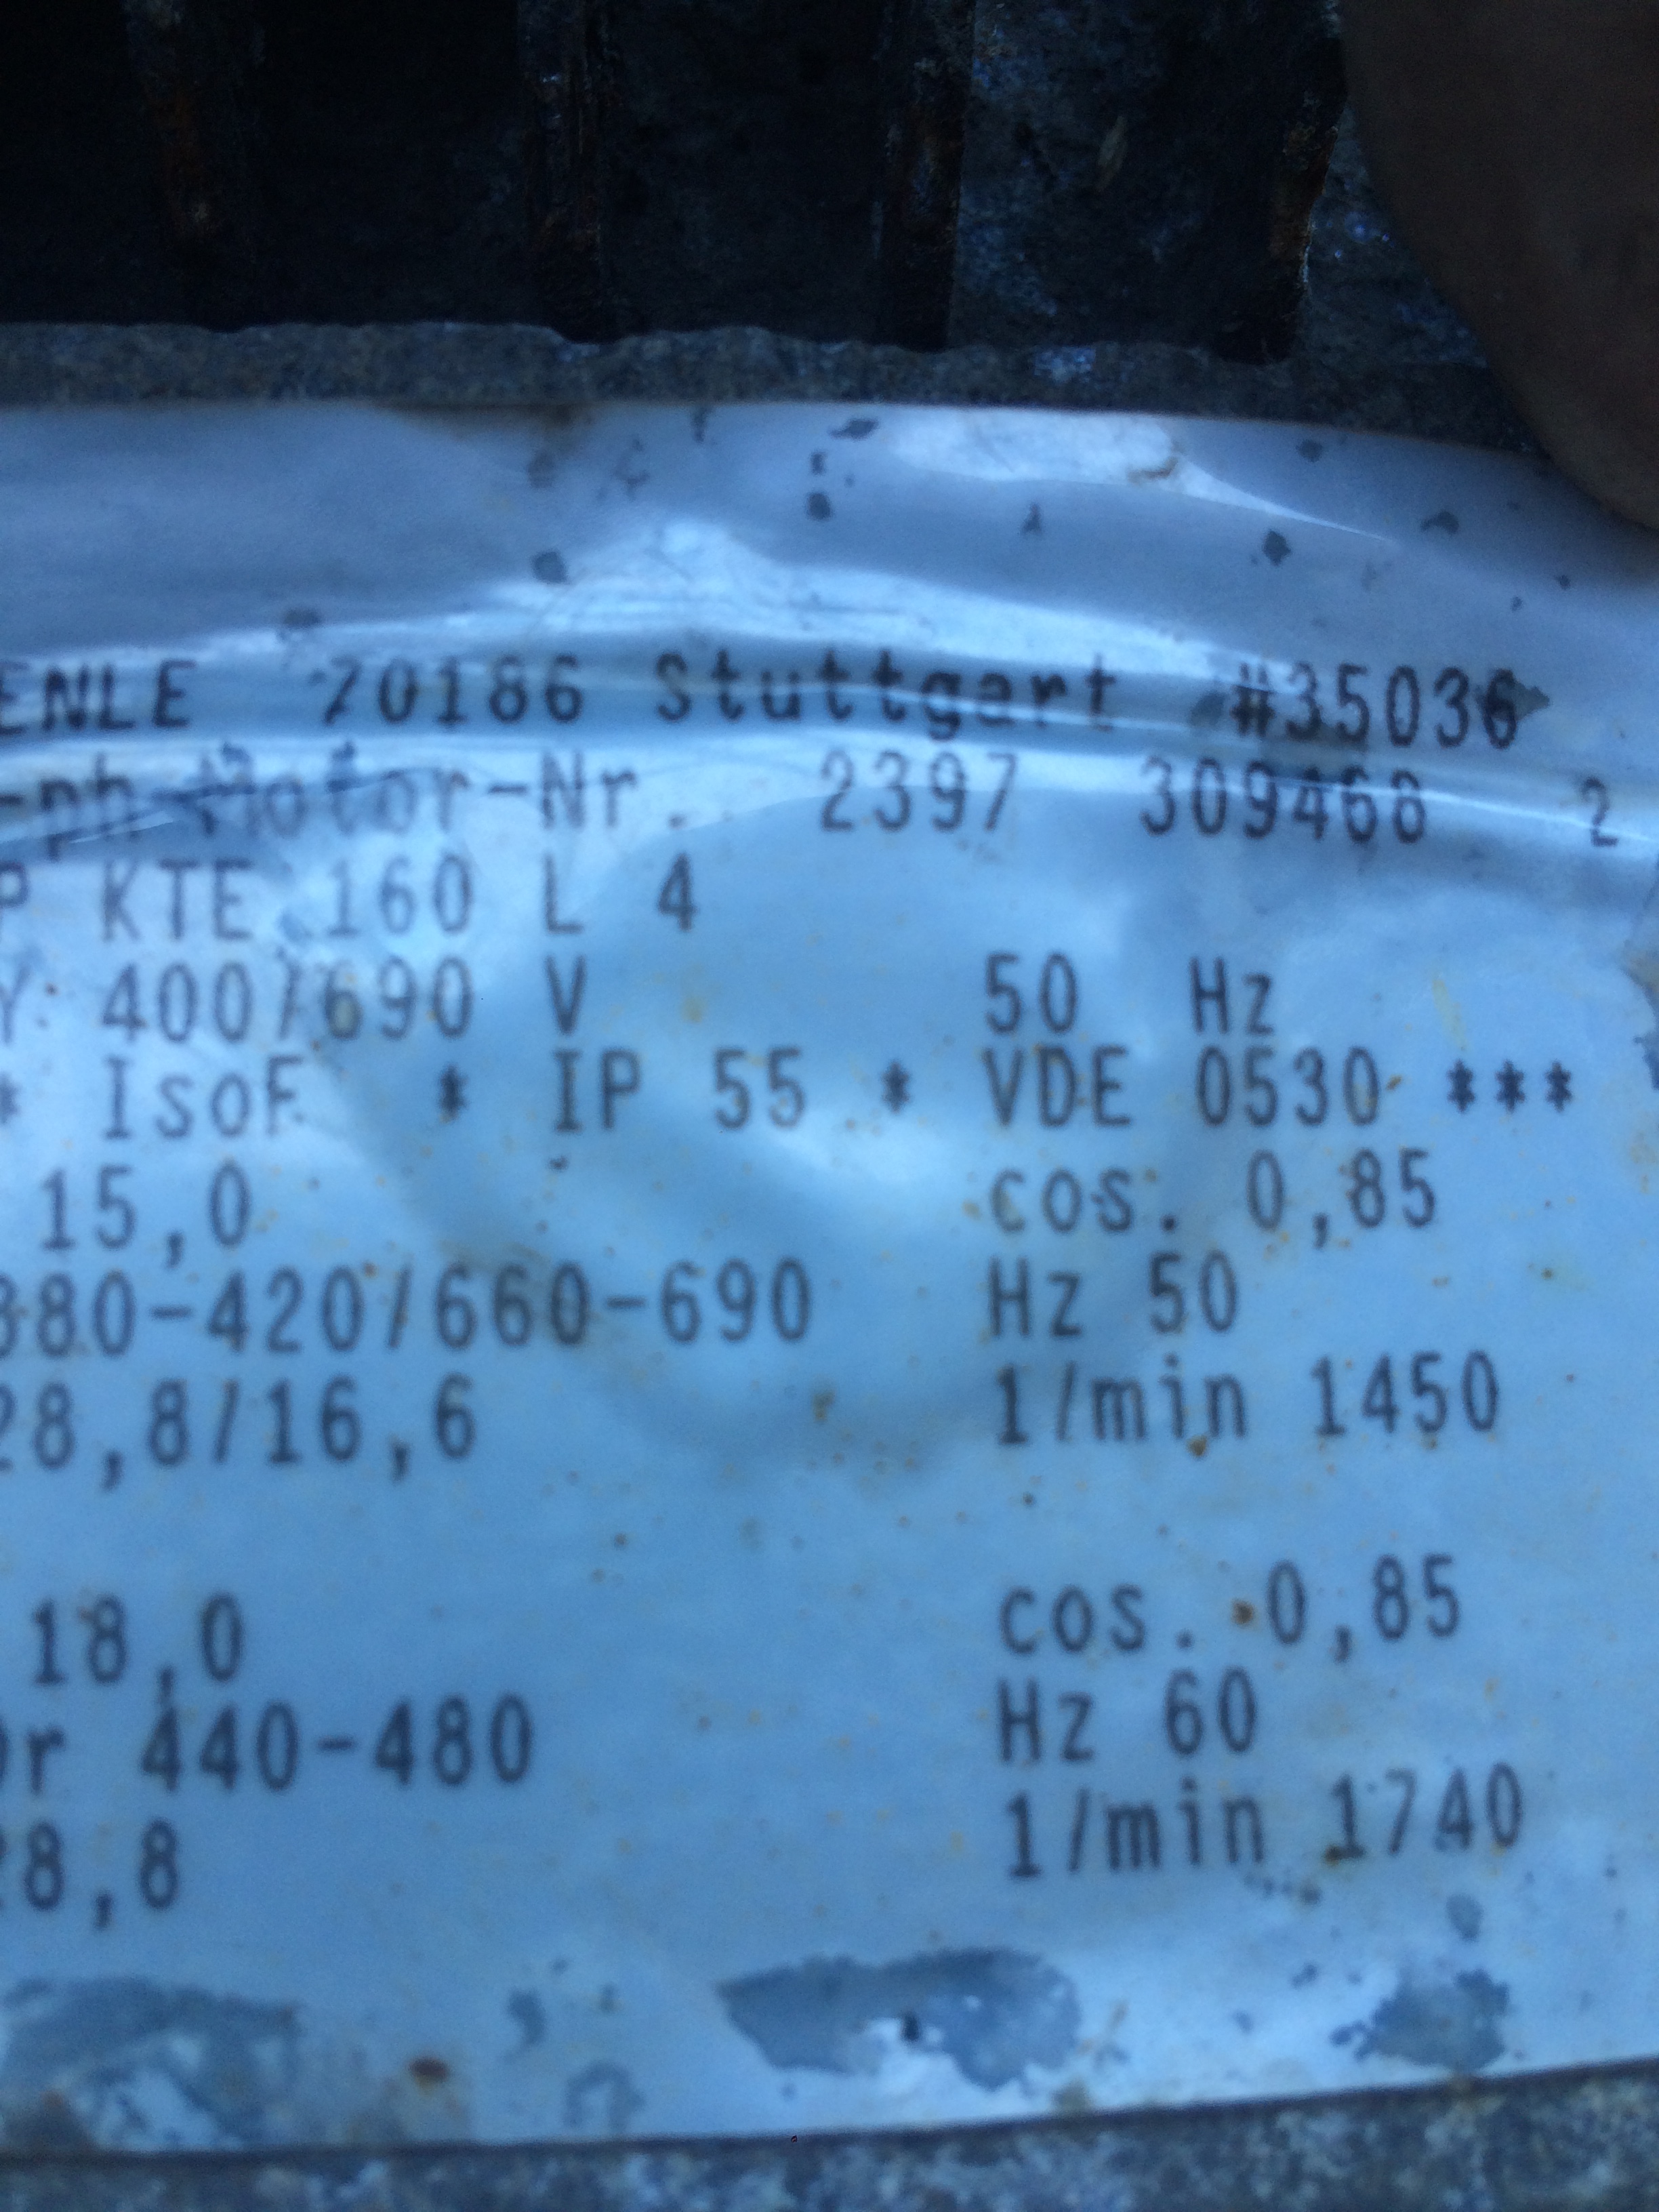 ENLE 70186 Stuttgart #35036
-ph-Motor-Nr. 2397 309468 2
P KTE 160 L 4
Y 400/690 V 50 Hz
* IsoF * IP 55 * VDE 0530 ***
15,0 cos. 0,85
380-420/660-690 Hz 50
28,8/16,6 1/min 1450
18,0 cos. 0,85
or 440-480 Hz 60
28,8 1/min 1740